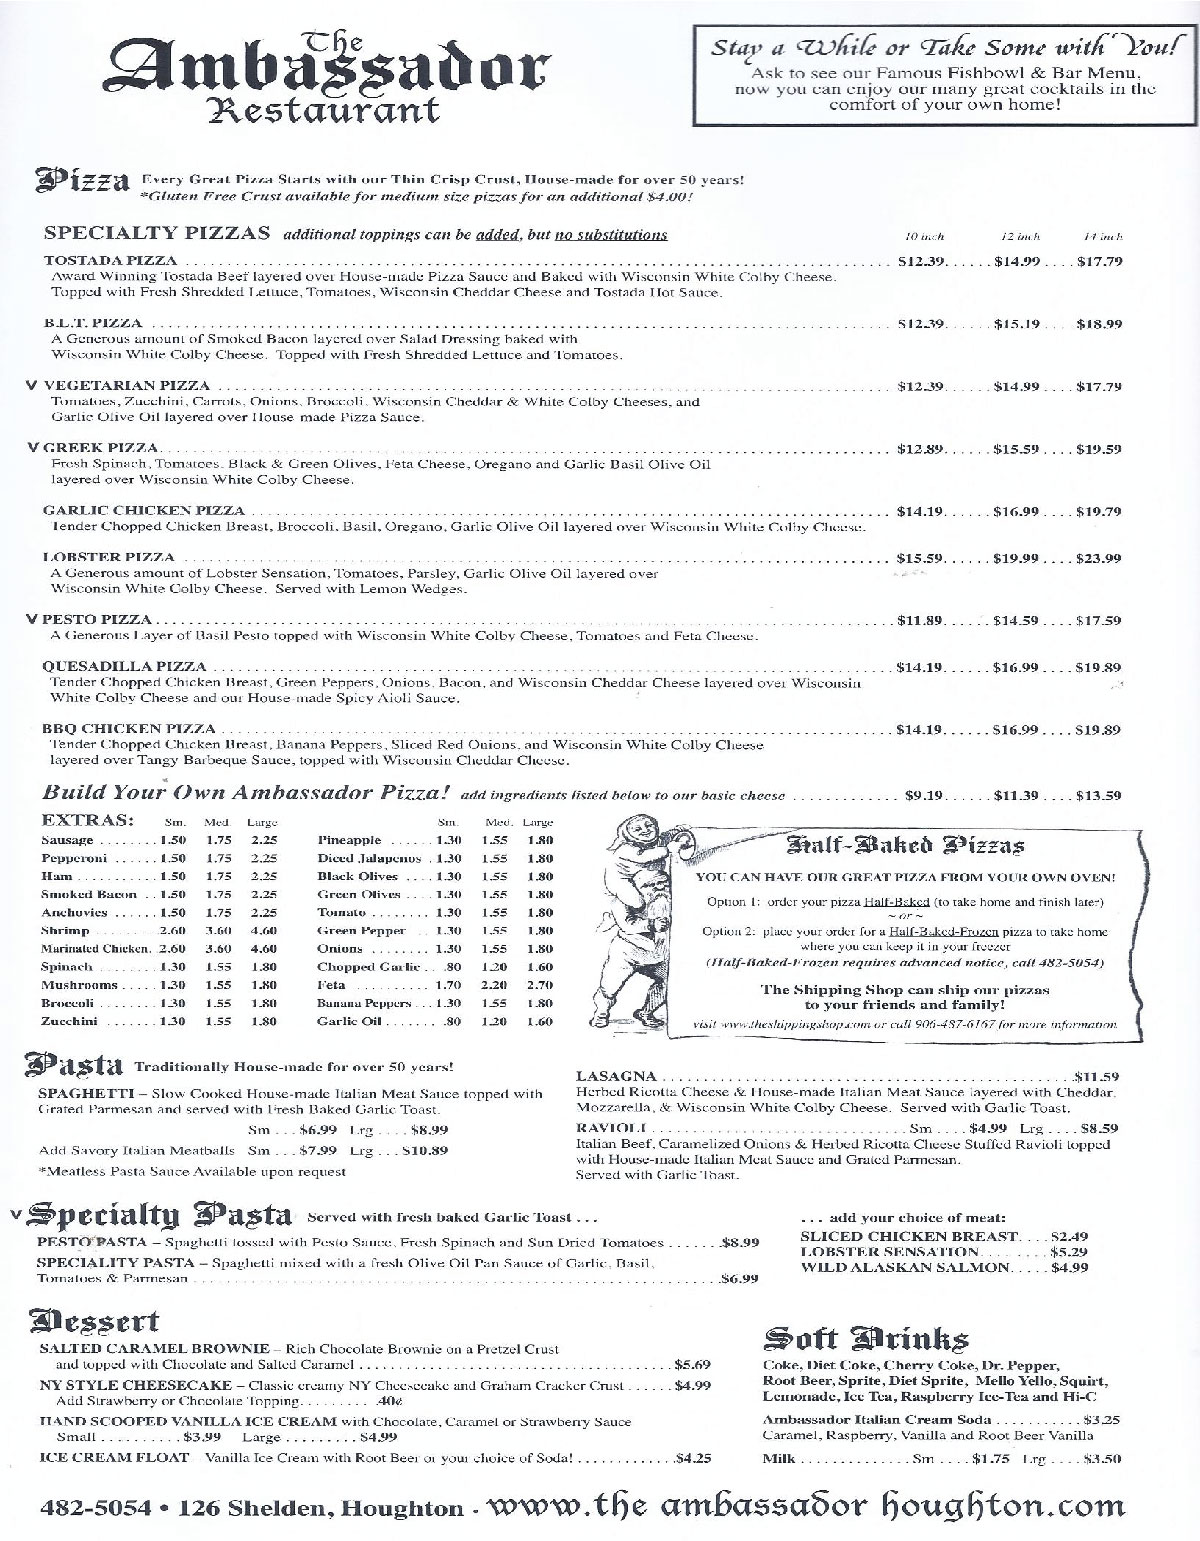 The
Ambassador
Restaurant
Stay a While or Take Some with You!
Ask to see our Famous Fishbowl & Bar Menu,
now you can enjoy our many great cocktails in the
comfort of your own home!
Pizza Every Great Pizza Starts with our Thin Crisp Crust, House-made for over 50 years!
*Gluten Free Crust available for medium size pizzas for an additional $4.00!
SPECIALTY PIZZAS additional toppings can be added, but no substitutions 10 inch 12 inch 14 inch
TOSTADA PIZZA $12.39 $14.99 $17.79
Award Winning Tostada Beef layered over House-made Pizza Sauce and Baked with Wisconsin White Colby Cheese.
Topped with Fresh Shredded Lettuce, Tomatoes, Wisconsin Cheddar Cheese and Tostada Hot Sauce.
B.L.T. PIZZA $12.39 $15.19 $18.99
A Generous amount of Smoked Bacon layered over Salad Dressing baked with
Wisconsin White Colby Cheese. Topped with Fresh Shredded Lettuce and Tomatoes.
V VEGETARIAN PIZZA $12.39 $14.99 $17.79
Tomatoes, Zucchini, Carrots, Onions, Broccoli, Wisconsin Cheddar & White Colby Cheeses, and
Garlic Olive Oil layered over House-made Pizza Sauce.
V GREEK PIZZA $12.89 $15.59 $19.59
Fresh Spinach, Tomatoes, Black & Green Olives, Feta Cheese, Oregano and Garlic Basil Olive Oil
layered over Wisconsin White Colby Cheese.
GARLIC CHICKEN PIZZA $14.19 $16.99 $19.79
Tender Chopped Chicken Breast, Broccoli, Basil, Oregano, Garlic Olive Oil layered over Wisconsin White Colby Cheese.
LOBSTER PIZZA $15.59 $19.99 $23.99
A Generous amount of Lobster Sensation, Tomatoes, Parsley, Garlic Olive Oil layered over
Wisconsin White Colby Cheese. Served with Lemon Wedges.
V PESTO PIZZA $11.89 $14.59 $17.59
A Generous Layer of Basil Pesto topped with Wisconsin White Colby Cheese, Tomatoes and Feta Cheese.
QUESADILLA PIZZA $14.19 $16.99 $19.89
Tender Chopped Chicken Breast, Green Peppers, Onions, Bacon, and Wisconsin Cheddar Cheese layered over Wisconsin
White Colby Cheese and our House-made Spicy Aioli Sauce.
BBQ CHICKEN PIZZA $14.19 $16.99 $19.89
Tender Chopped Chicken Breast, Banana Peppers, Sliced Red Onions, and Wisconsin White Colby Cheese
layered over Tangy Barbeque Sauce, topped with Wisconsin Cheddar Cheese.
Build Your Own Ambassador Pizza! add ingredients listed below to our basic cheese $9.19 $11.39 $13.59
EXTRAS: Sm. Med. Large
Sausage 1.50 1.75 2.25
Pepperoni 1.50 1.75 2.25
Ham 1.50 1.75 2.25
Smoked Bacon 1.50 1.75 2.25
Anchovies 1.50 1.75 2.25
Shrimp 2.60 3.60 4.60
Marinated Chicken 2.60 3.60 4.60
Spinach 1.30 1.55 1.80
Mushrooms 1.30 1.55 1.80
Broccoli 1.30 1.55 1.80
Zucchini 1.30 1.55 1.80
Sm. Med. Large
Pineapple 1.30 1.55 1.80
Diced Jalapenos 1.30 1.55 1.80
Black Olives 1.30 1.55 1.80
Green Olives 1.30 1.55 1.80
Tomato 1.30 1.55 1.80
Green Pepper 1.30 1.55 1.80
Onions 1.30 1.55 1.80
Chopped Garlic .80 1.20 1.60
Feta 1.70 2.20 2.70
Banana Peppers 1.30 1.55 1.80
Garlic Oil .80 1.20 1.60
Half-Baked Pizzas
YOU CAN HAVE OUR GREAT PIZZA FROM YOUR OWN OVEN!
Option 1: order your pizza Half-Baked (to take home and finish later)
~ or ~
Option 2: place your order for a Half-Baked-Frozen pizza to take home
where you can keep it in your freezer
(Half-Baked-Frozen requires advanced notice, call 482-5054)
The Shipping Shop can ship our pizzas
to your friends and family!
visit www.theshippingshop.com or call 906-487-6167 for more information
Pasta Traditionally House-made for over 50 years!
SPAGHETTI – Slow Cooked House-made Italian Meat Sauce topped with
Grated Parmesan and served with Fresh Baked Garlic Toast.
Sm $6.99 Lrg $8.99
Add Savory Italian Meatballs Sm $7.99 Lrg $10.89
*Meatless Pasta Sauce Available upon request
LASAGNA $11.59
Herbed Ricotta Cheese & House-made Italian Meat Sauce layered with Cheddar,
Mozzarella, & Wisconsin White Colby Cheese. Served with Garlic Toast.
RAVIOLI Sm $4.99 Lrg $8.59
Italian Beef, Caramelized Onions & Herbed Ricotta Cheese Stuffed Ravioli topped
with House-made Italian Meat Sauce and Grated Parmesan.
Served with Garlic Toast.
V Specialty Pasta Served with fresh baked Garlic Toast . . .
PESTO PASTA – Spaghetti tossed with Pesto Sauce, Fresh Spinach and Sun Dried Tomatoes $8.99
SPECIALITY PASTA – Spaghetti mixed with a fresh Olive Oil Pan Sauce of Garlic, Basil,
Tomatoes & Parmesan $6.99
. . . add your choice of meat:
SLICED CHICKEN BREAST $2.49
LOBSTER SENSATION $5.29
WILD ALASKAN SALMON $4.99
Dessert
SALTED CARAMEL BROWNIE – Rich Chocolate Brownie on a Pretzel Crust
and topped with Chocolate and Salted Caramel $5.69
NY STYLE CHEESECAKE – Classic creamy NY Cheesecake and Graham Cracker Crust $4.99
Add Strawberry or Chocolate Topping .40¢
HAND SCOOPED VANILLA ICE CREAM with Chocolate, Caramel or Strawberry Sauce
Small $3.99 Large $4.99
ICE CREAM FLOAT Vanilla Ice Cream with Root Beer or your choice of Soda! $4.25
Soft Drinks
Coke, Diet Coke, Cherry Coke, Dr. Pepper,
Root Beer, Sprite, Diet Sprite, Mello Yello, Squirt,
Lemonade, Ice Tea, Raspberry Ice-Tea and Hi-C
Ambassador Italian Cream Soda $3.25
Caramel, Raspberry, Vanilla and Root Beer Vanilla
Milk Sm $1.75 Lrg $3.50
482-5054 • 126 Shelden, Houghton - www.the ambassador houghton.com